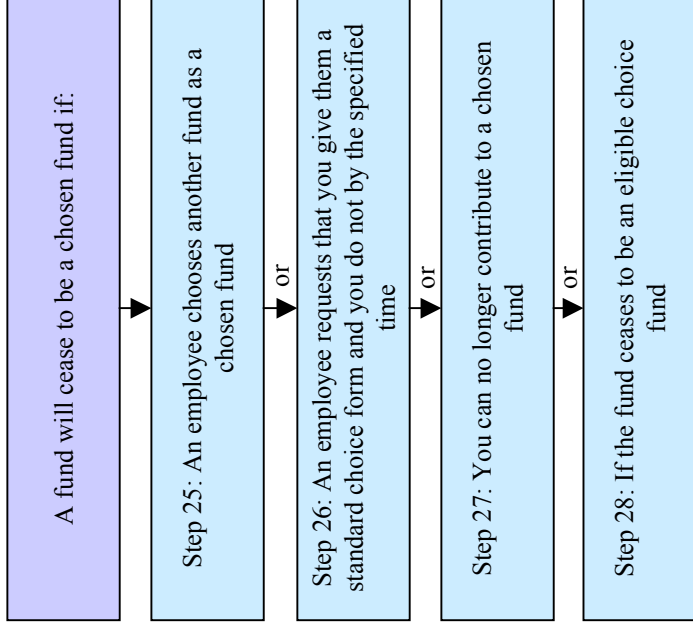 A fund will cease to be a chosen fund if:
Step 25: An employee chooses another fund as a
chosen fund
or
Step 26: An employee requests that you give them a
standard choice form and you do not by the specified
time
or
Step 27: You can no longer contribute to a chosen
fund
or
Step 28: If the fund ceases to be an eligible choice
fund